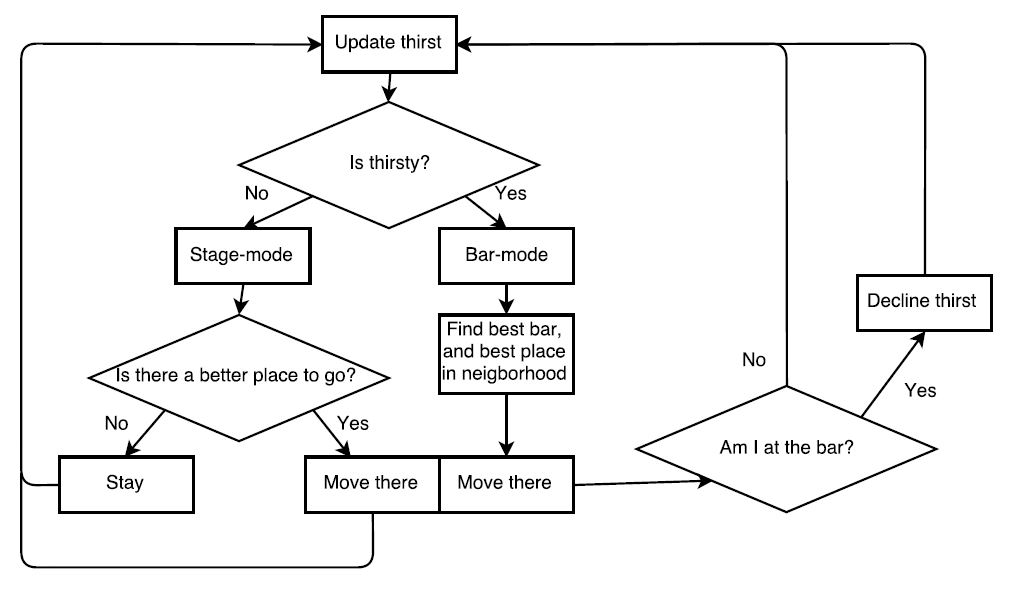 Update thirst
Is thirsty?
No
Yes
Stage-mode
Bar-mode
Decline thirst
Find best bar,
and best place
in neigborhood
No
Is there a better place to go?
Yes
No
Yes
Am I at the bar?
Stay
Move there
Move there